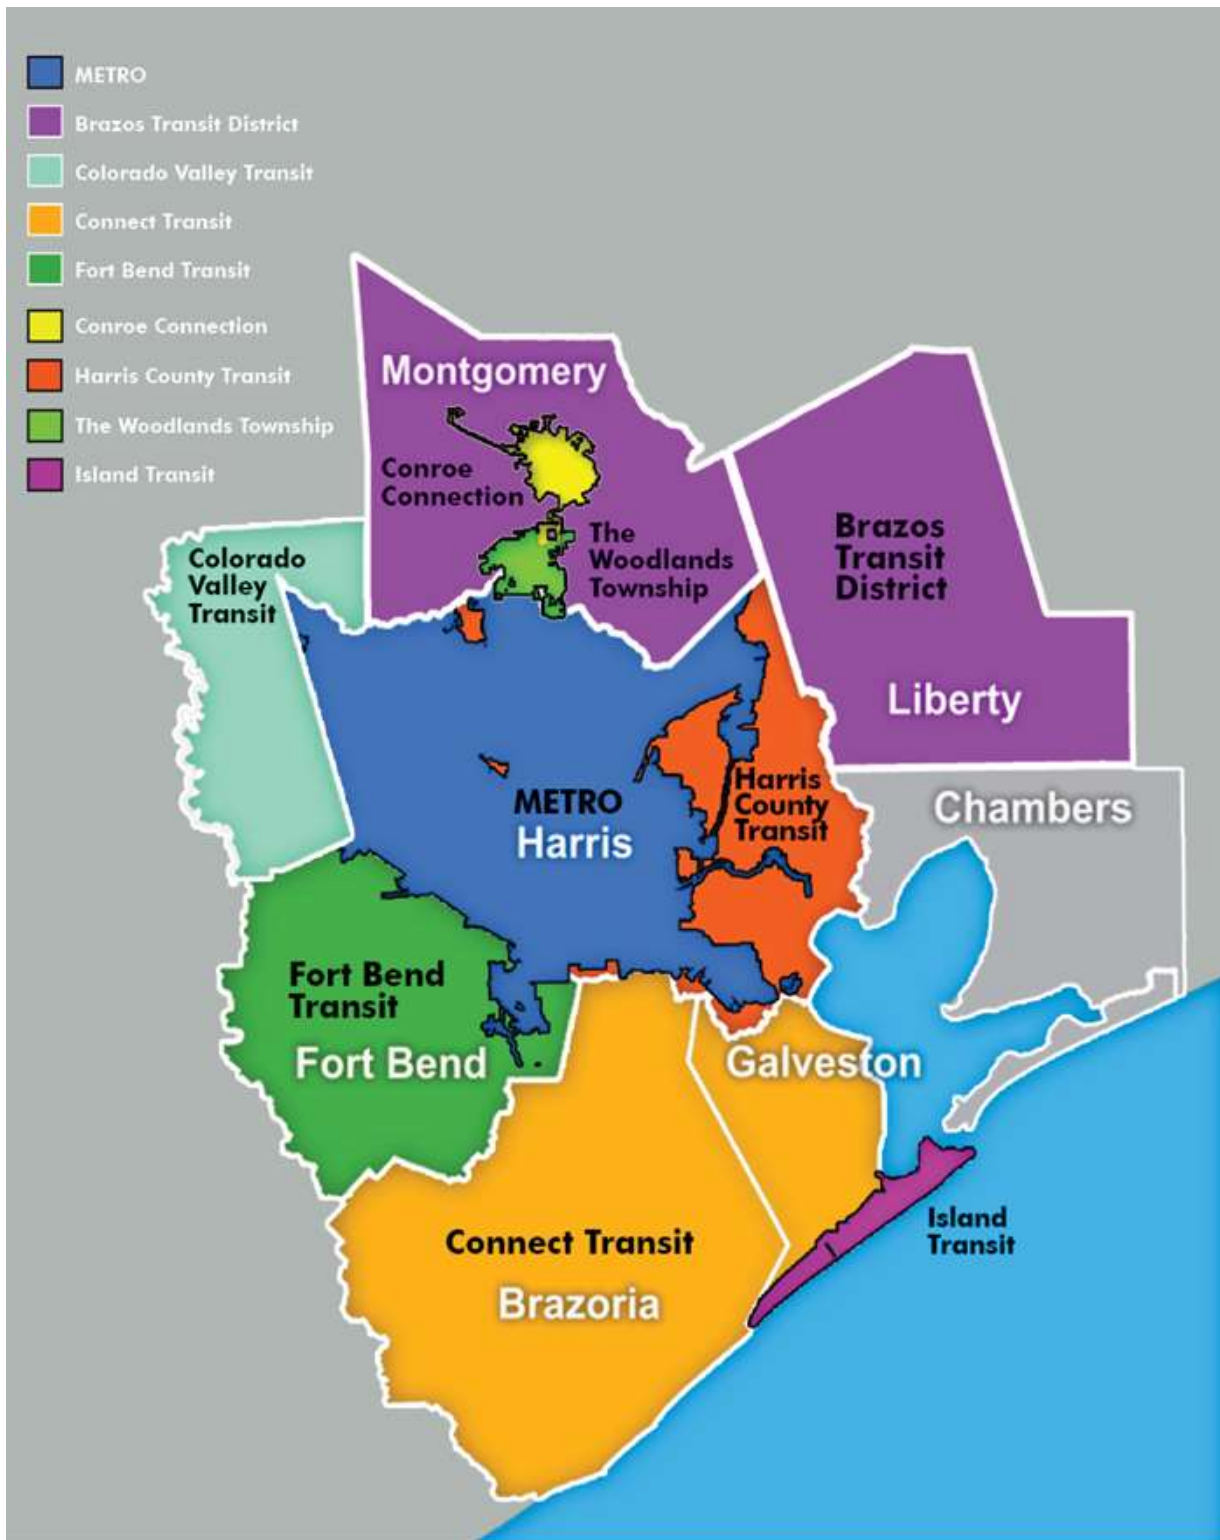 METRO
Brazos Transit District
Colorado Valley Transit
Connect Transit
Fort Bend Transit
Conroe Connection
Harris County Transit
The Woodlands Township
Island Transit
Montgomery
Conroe
Connection
The
Woodlands
Township
Brazos
Transit
District
Liberty
Colorado
Valley
Transit
METRO
Harris
Harris
County
Transit
Chambers
Fort Bend
Transit
Fort Bend
Galveston
Connect Transit
Brazoria
Island
Transit